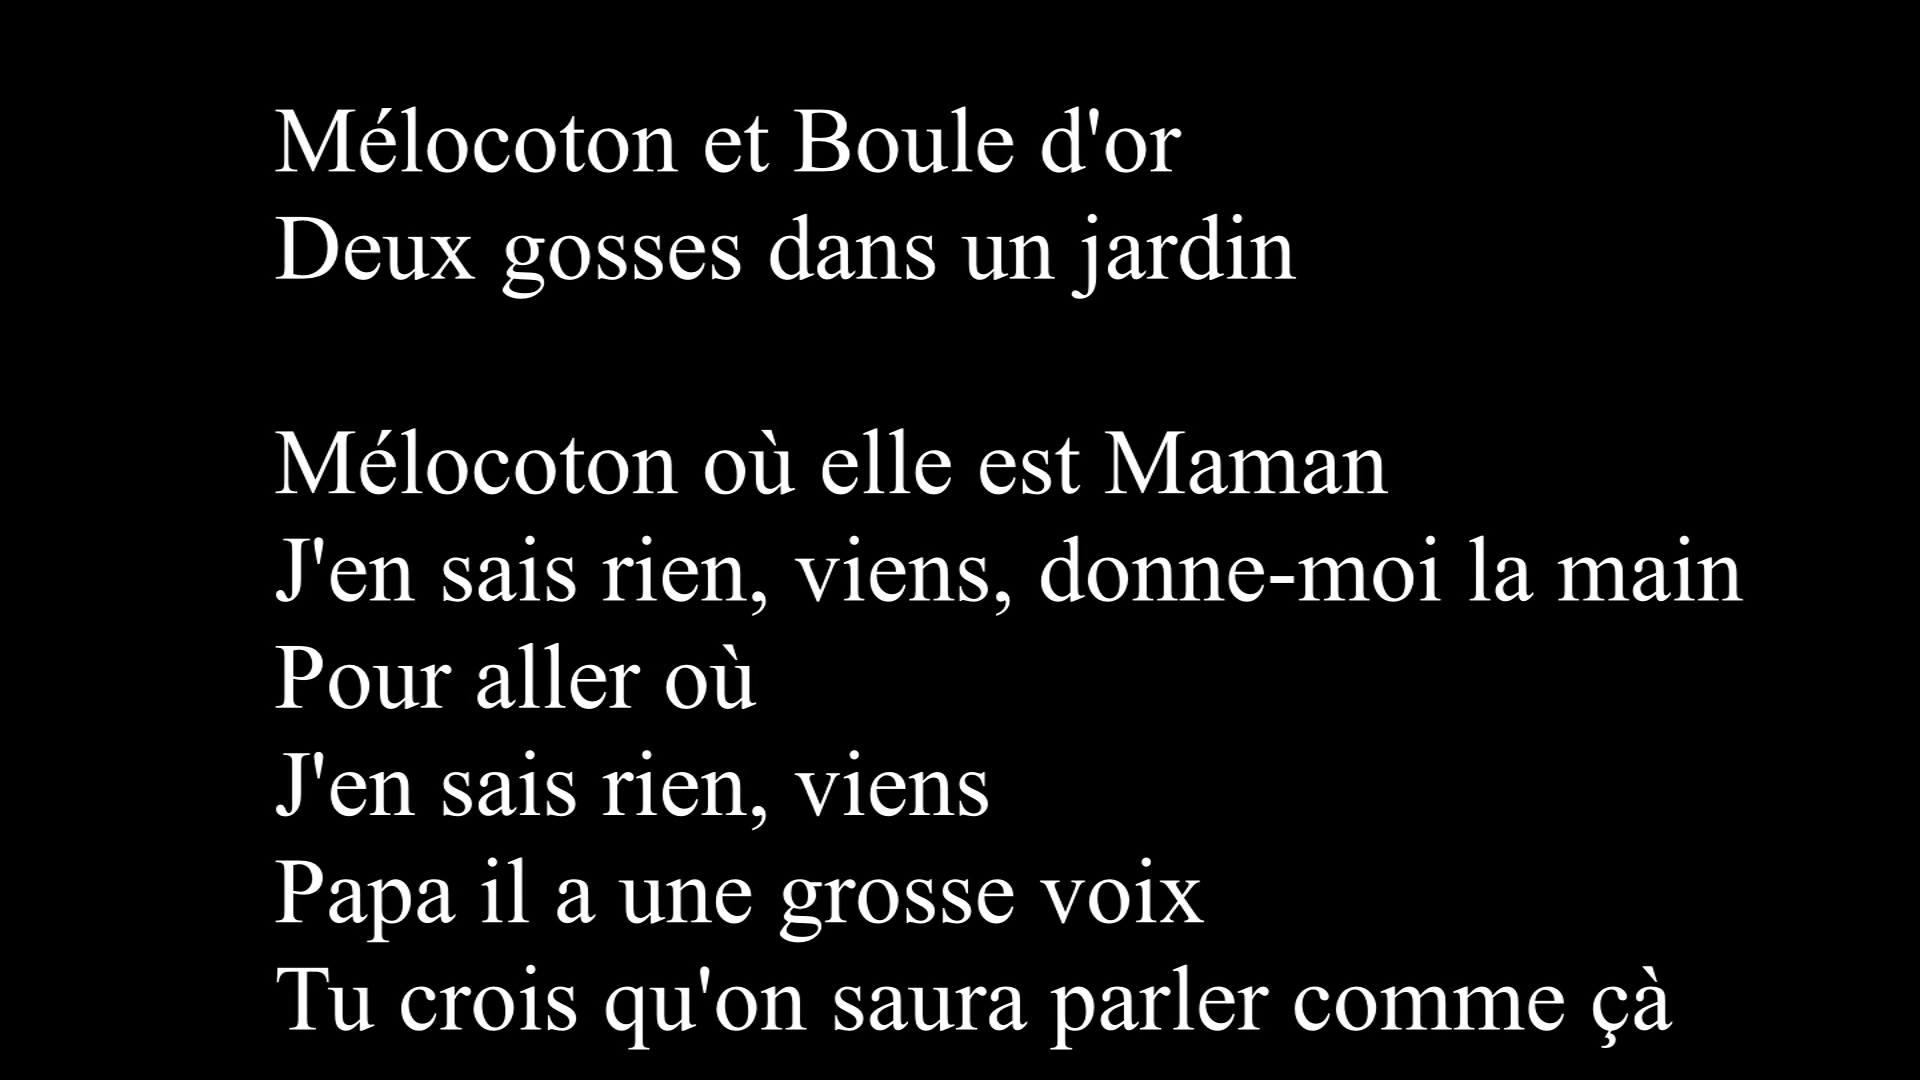 Mélocoton et Boule d'or
Deux gosses dans un jardin
Mélocoton où elle est Maman
J'en sais rien, viens, donne-moi la main
Pour aller où
J'en sais rien, viens
Papa il a une grosse voix
Tu crois qu'on saura parler comme çà